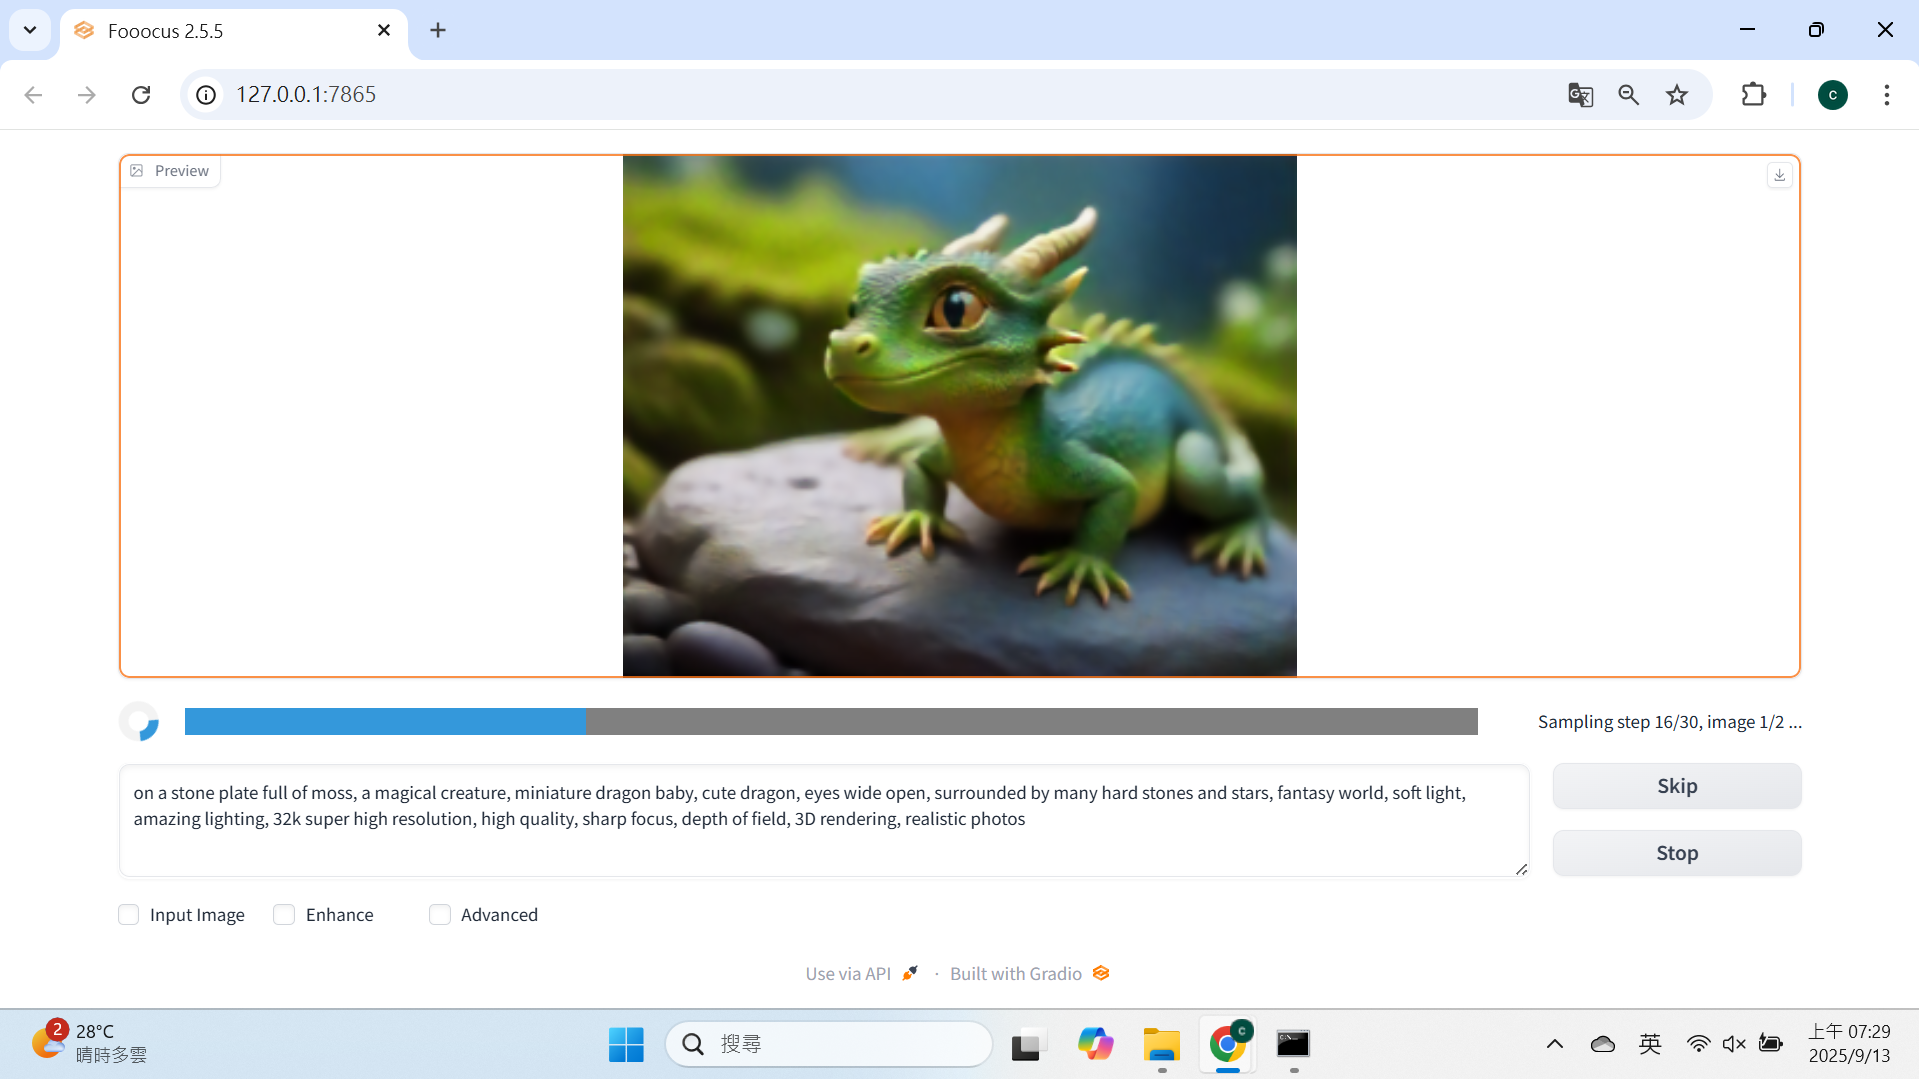 Fooocus 2.5.5
127.0.0.1:7865
C
Preview
Sampling step 16/30, image 1/2 ...
on a stone plate full of moss, a magical creature, miniature dragon baby, cute dragon, eyes wide open, surrounded by many hard stones and stars, fantasy world, soft light,
amazing lighting, 32k super high resolution, high quality, sharp focus, depth of field, 3D rendering, realistic photos
Skip
Stop
Input Image
Enhance
Advanced
Use via API · Built with Gradio
2
28°C
晴時多雲
搜尋
C
英
上午 07:29
2025/9/13